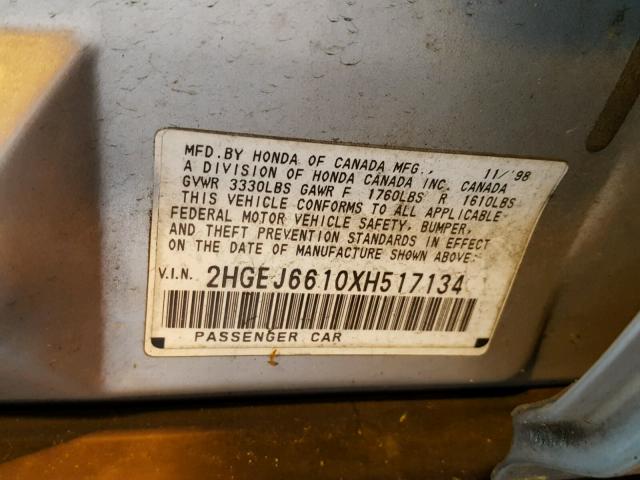 MFD.BY HONDA OF CANADA MFG., 11/'98
A DIVISION OF HONDA CANADA INC. CANADA
GVWR 3330LBS GAWR F 1760LBS R 1610LBS
THIS VEHICLE CONFORMS TO ALL APPLICABLE
FEDERAL MOTOR VEHICLE SAFETY, BUMPER,
AND THEFT PREVENTION STANDARDS IN EFFECT
ON THE DATE OF MANUFACTURE SHOWN ABOVE.
V.I.N. 2HGEJ6610XH517134
PASSENGER CAR